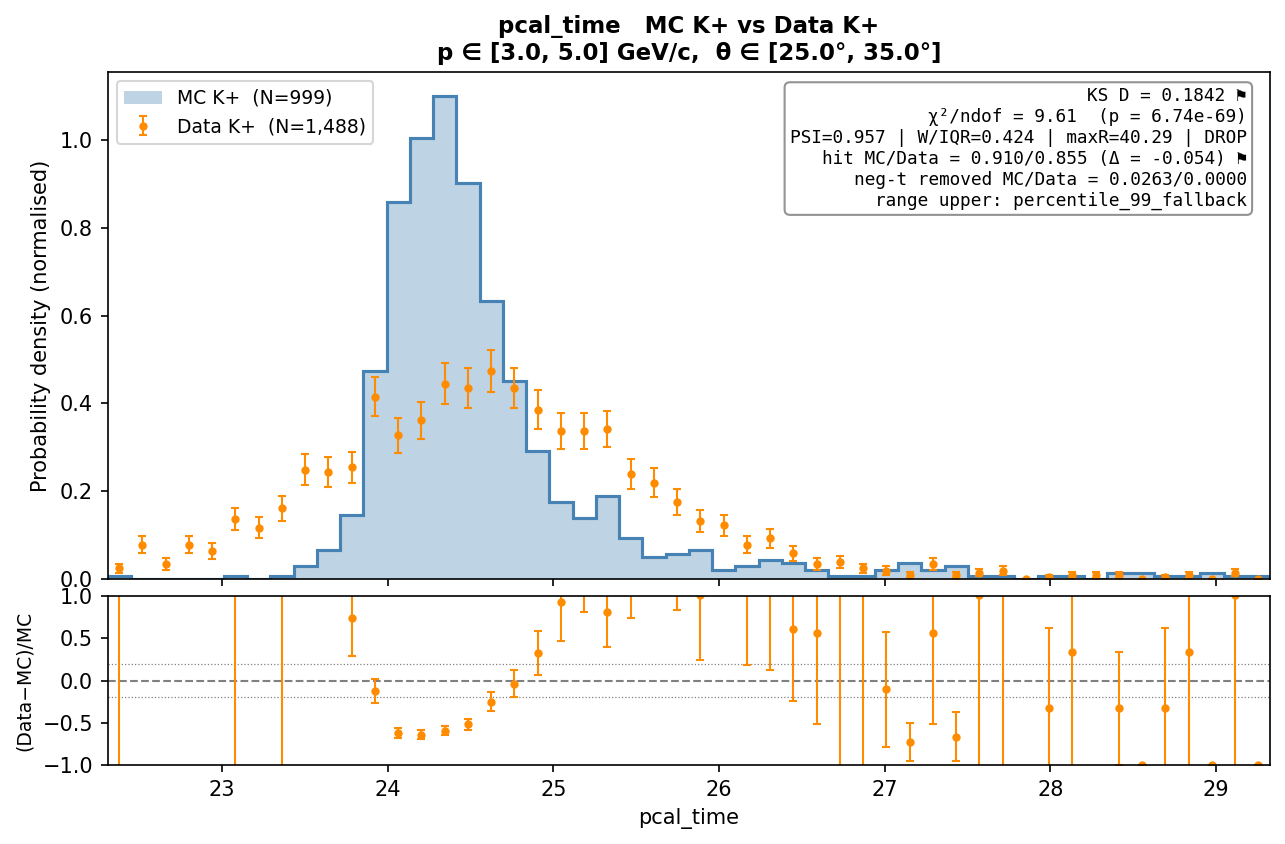 pcal_time   MC K+ vs Data K+
p ∈ [3.0, 5.0] GeV/c,  θ ∈ [25.0°, 35.0°]
MC K+  (N=999)
Data K+  (N=1,488)
KS D = 0.1842 ⚑
χ²/ndof = 9.61  (p = 6.74e-69)
PSI=0.957 | W/IQR=0.424 | maxR=40.29 | DROP
hit MC/Data = 0.910/0.855 (Δ = -0.054) ⚑
neg-t removed MC/Data = 0.0263/0.0000
range upper: percentile_99_fallback
Probability density (normalised)
1.0
0.8
0.6
0.4
0.2
0.0
(Data−MC)/MC
1.0
0.5
0.0
−0.5
−1.0
23 24 25 26 27 28 29
pcal_time